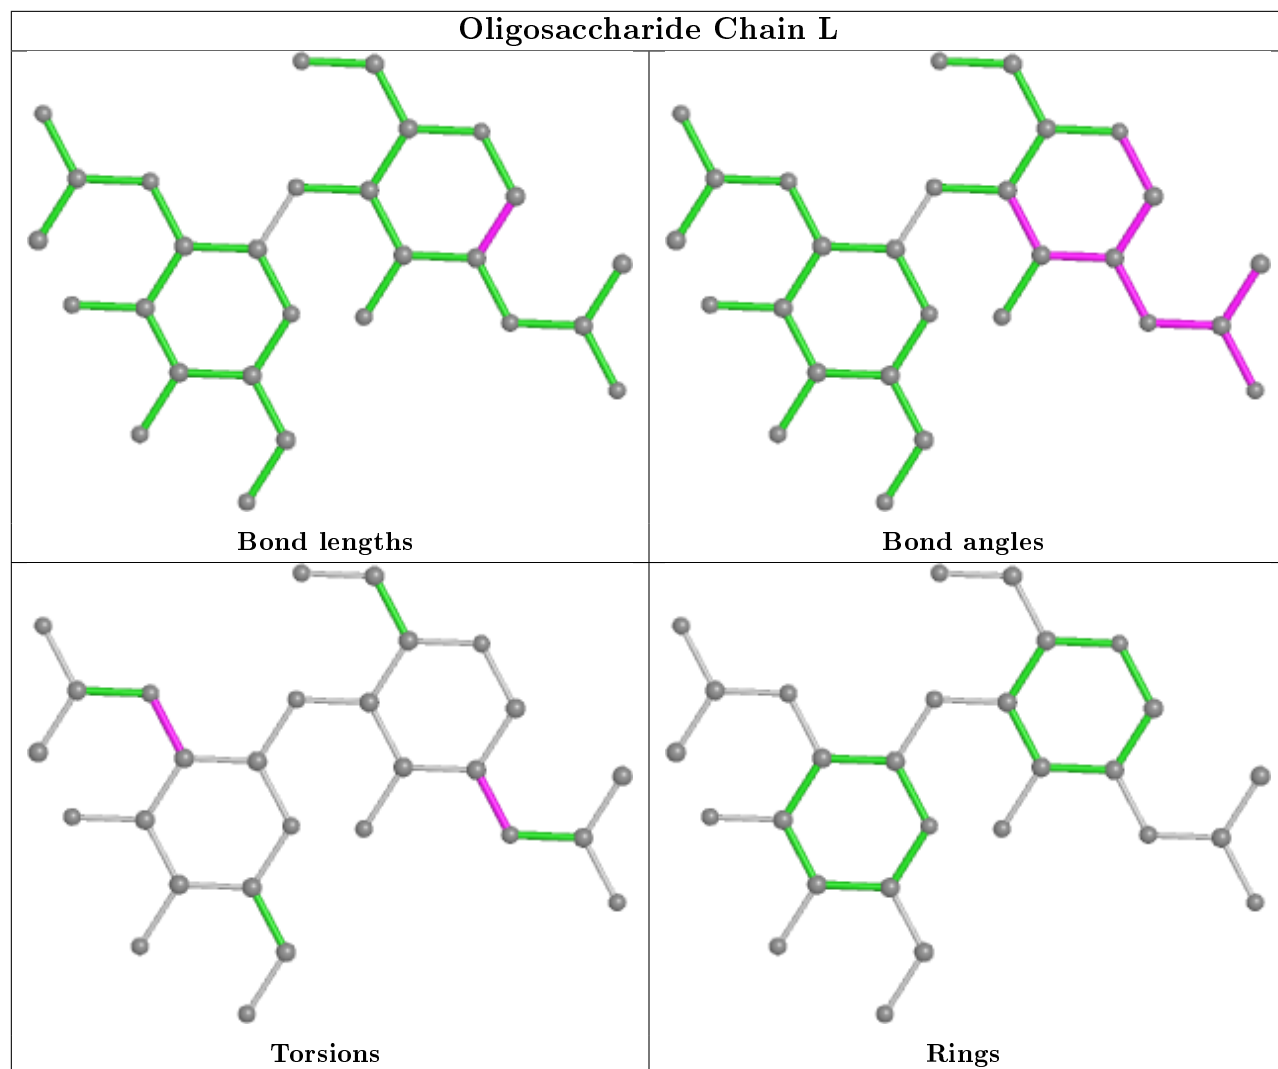 Oligosaccharide Chain L
Bond lengths
Bond angles
Torsions
Rings